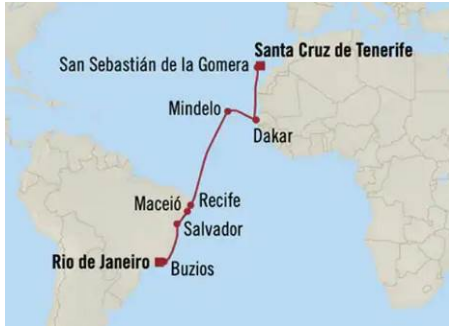 Santa Cruz de Tenerife
San Sebastián de la Gomera
Mindelo
Dakar
Recife
Maceió
Salvador
Rio de Janeiro
Buzios